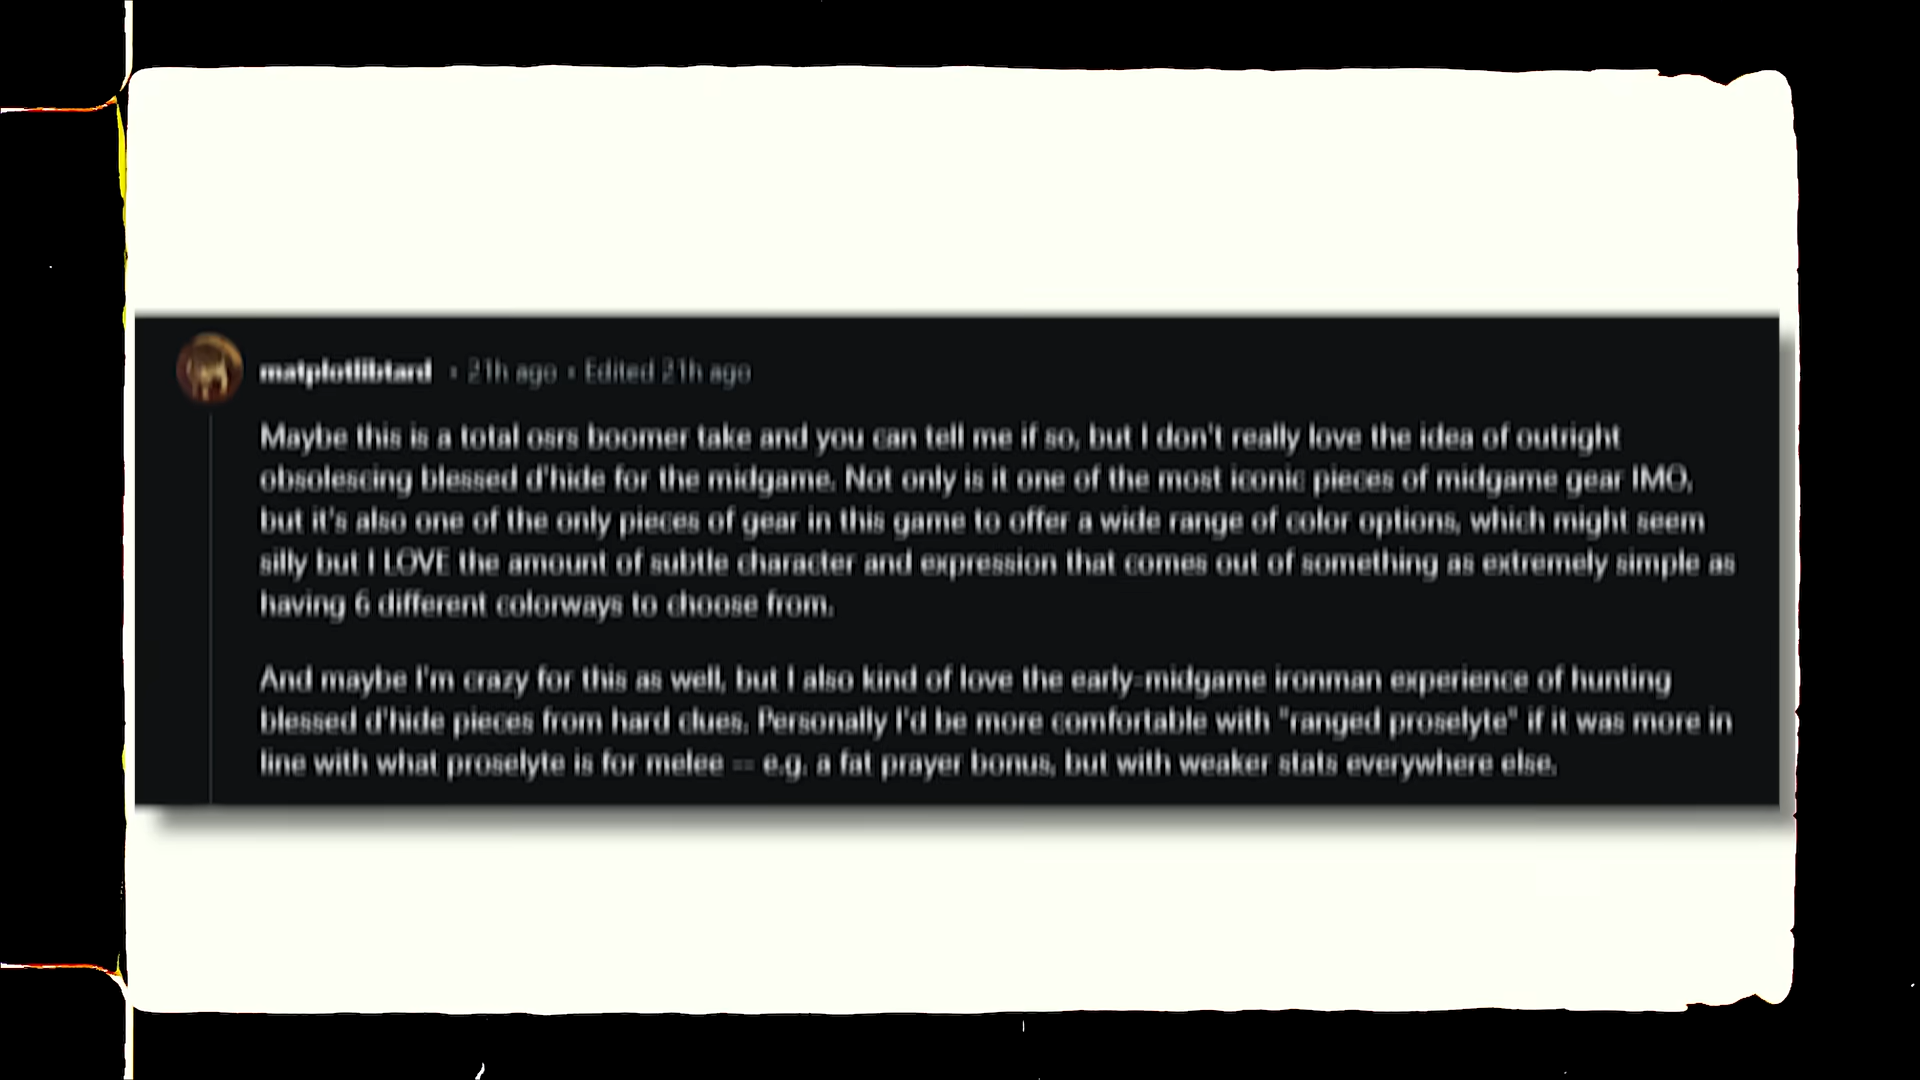 matplotlibtard • 21h ago • Edited 21h ago
Maybe this is a total osrs boomer take and you can tell me if so, but I don't really love the idea of outright
obsolescing blessed d'hide for the midgame. Not only is it one of the most iconic pieces of midgame gear IMO,
but it's also one of the only pieces of gear in this game to offer a wide range of color options, which might seem
silly but I LOVE the amount of subtle character and expression that comes out of something as extremely simple as
having 6 different colorways to choose from.
And maybe I'm crazy for this as well, but I also kind of love the early-midgame ironman experience of hunting
blessed d'hide pieces from hard clues. Personally I'd be more comfortable with "ranged proselyte" if it was more in
line with what proselyte is for melee -- e.g. a fat prayer bonus, but with weaker stats everywhere else.